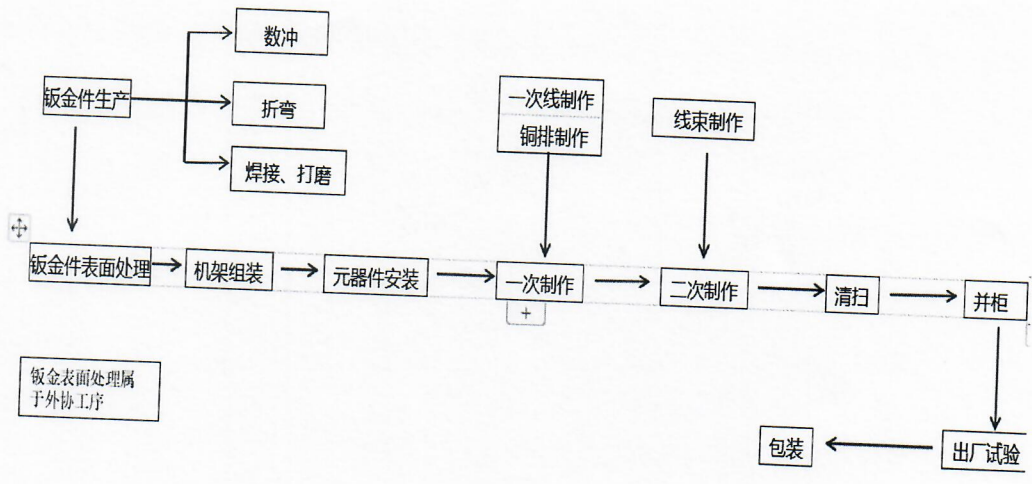 数冲
钣金件生产
折弯
焊接、打磨
一次线制作
铜排制作
线束制作
钣金件表面处理
机架组装
元器件安装
一次制作
二次制作
清扫
并柜
钣金表面处理属
于外协工序
包装
出厂试验